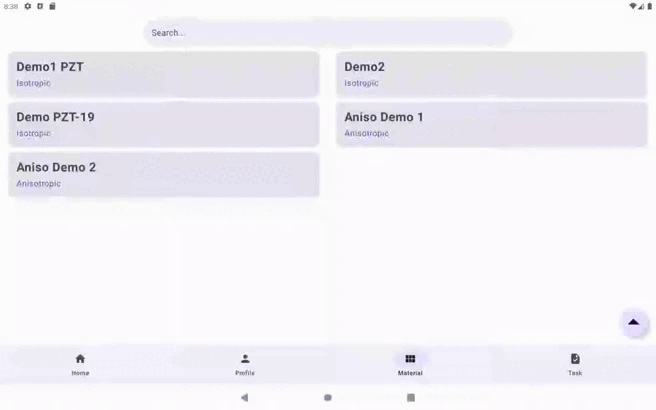 8:38
Search...
Demo1 PZT
Isotropic
Demo2
Isotropic
Demo PZT-19
Isotropic
Aniso Demo 1
Anisotropic
Aniso Demo 2
Anisotropic
Home
Profile
Material
Task